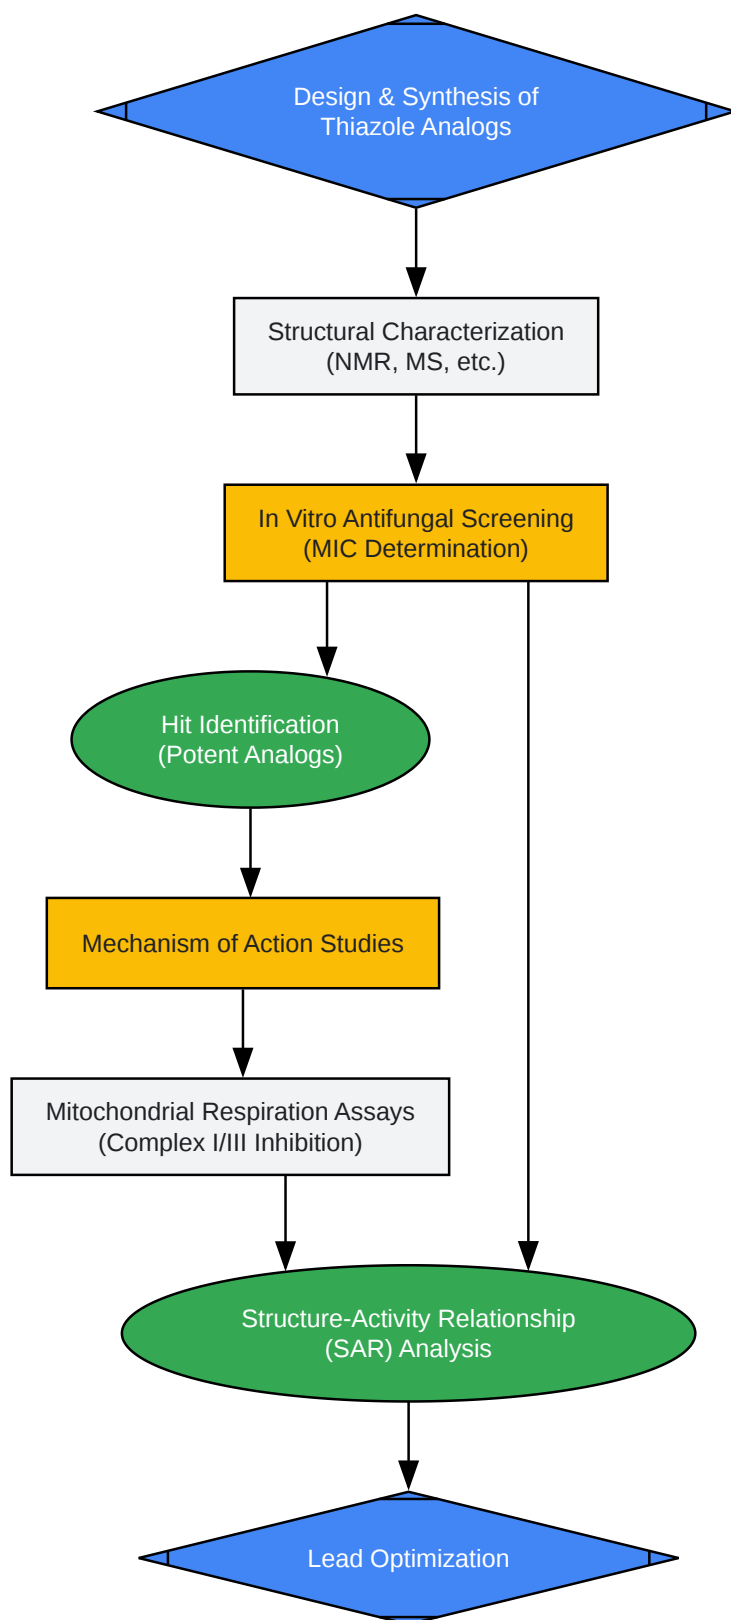 Design & Synthesis of
Thiazole Analogs
Structural Characterization
(NMR, MS, etc.)
In Vitro Antifungal Screening
(MIC Determination)
Hit Identification
(Potent Analogs)
Mechanism of Action Studies
Mitochondrial Respiration Assays
(Complex I/III Inhibition)
Structure-Activity Relationship
(SAR) Analysis
Lead Optimization